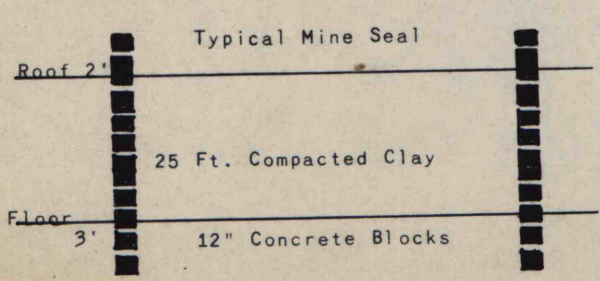 Typical Mine Seal
Roof 2'
25 Ft. Compacted Clay
Floor
3'
12" Concrete Blocks